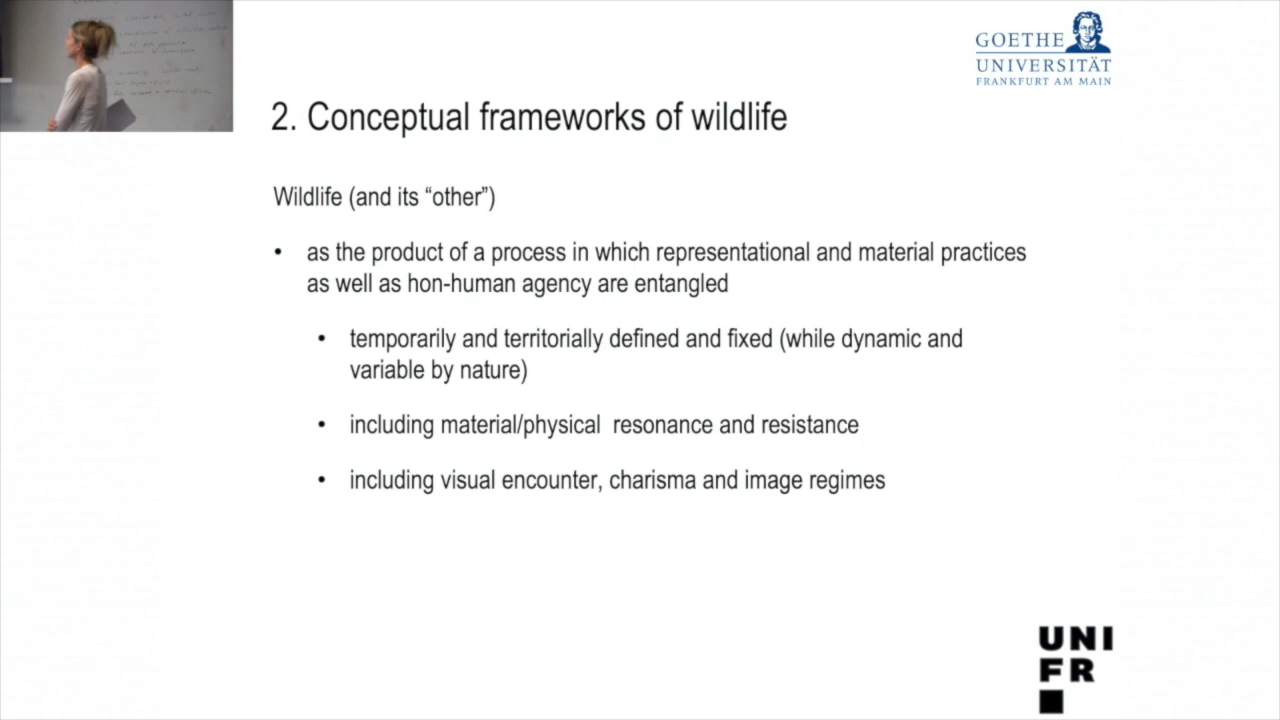 GOETHE
UNIVERSITÄT
FRANKFURT AM MAIN
2. Conceptual frameworks of wildlife
Wildlife (and its “other”)
• as the product of a process in which representational and material practices
as well as hon-human agency are entangled
• temporarily and territorially defined and fixed (while dynamic and
variable by nature)
• including material/physical resonance and resistance
• including visual encounter, charisma and image regimes
UNI
FR